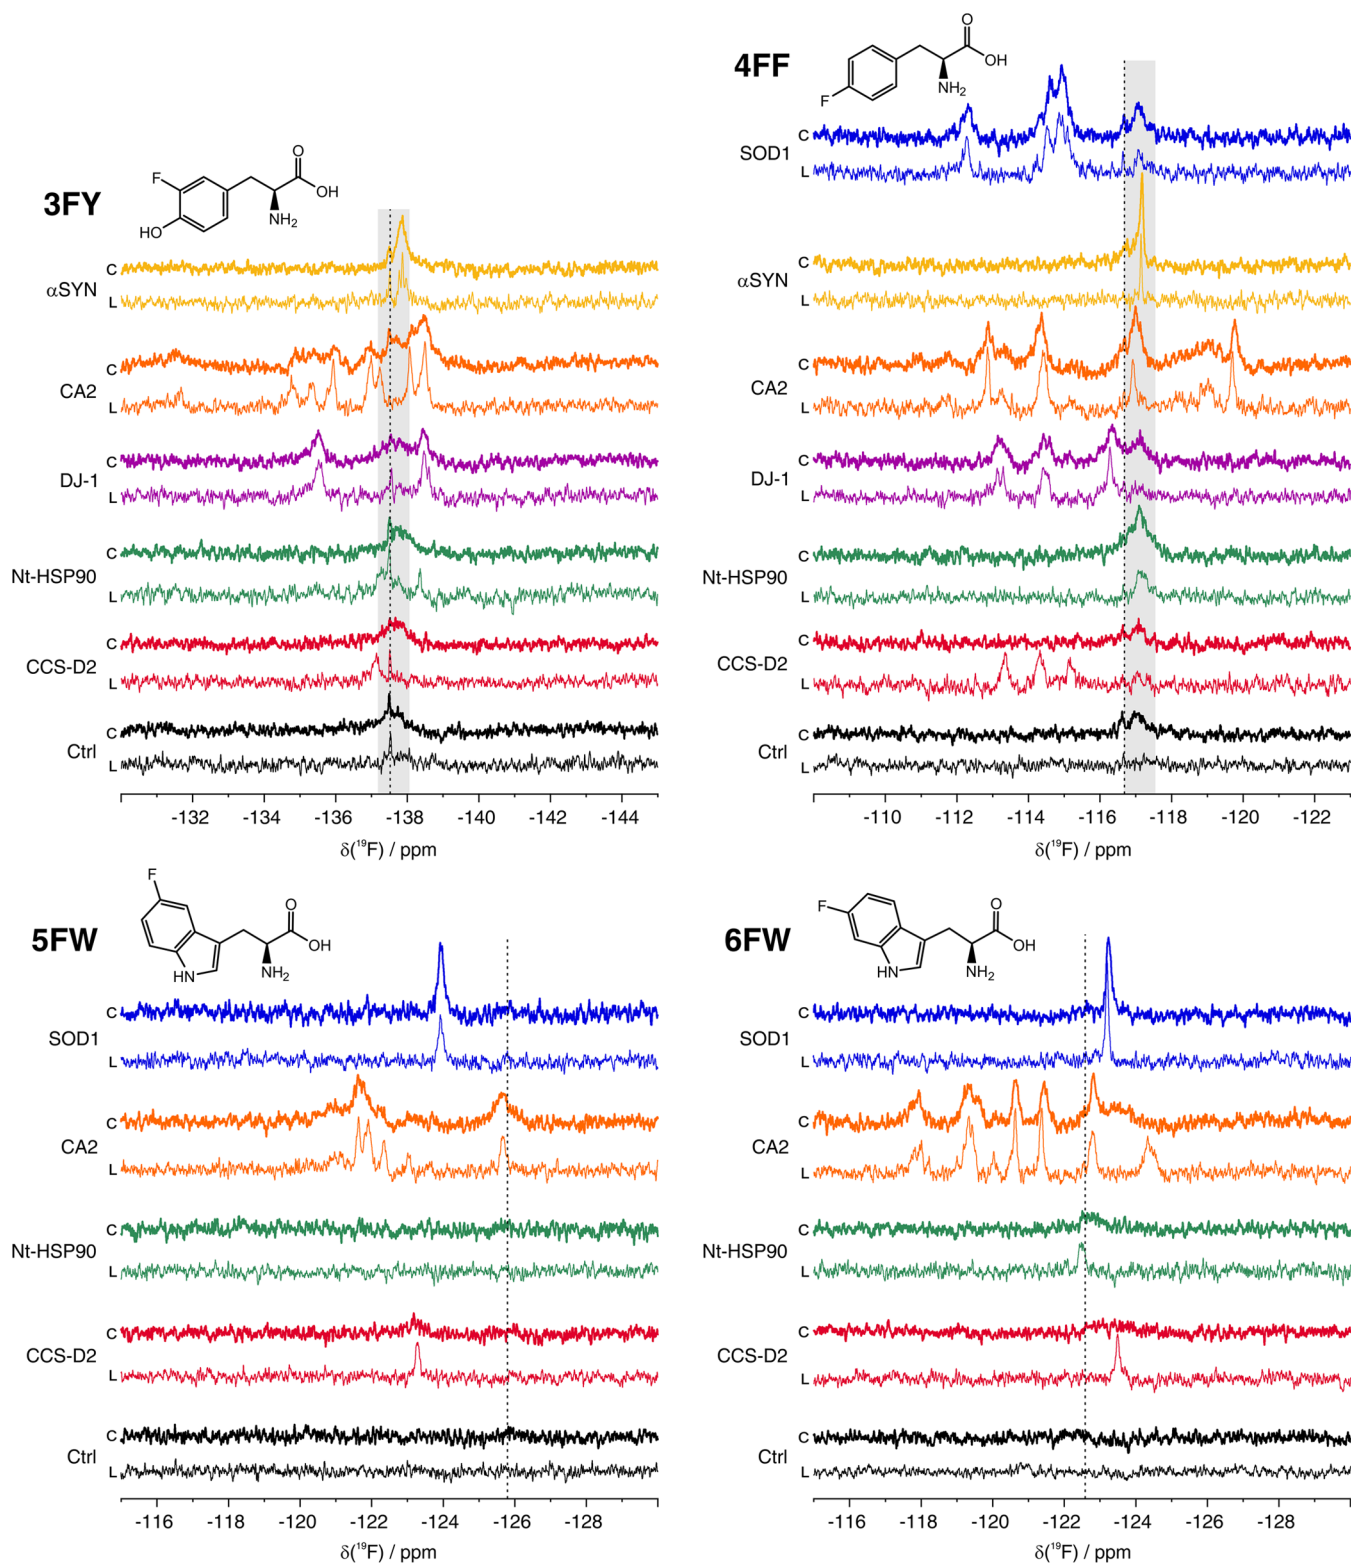 3FY
F
O
OH
NH2
HO
C
αSYN
L
C
CA2
L
C
DJ-1
L
C
Nt-HSP90
L
C
CCS-D2
L
C
Ctrl
L
-132 -134 -136 -138 -140 -142 -144
δ(¹⁹F) / ppm
4FF
O
OH
NH2
F
C
SOD1
L
C
αSYN
L
C
CA2
L
C
DJ-1
L
C
Nt-HSP90
L
C
CCS-D2
L
C
Ctrl
L
-110 -112 -114 -116 -118 -120 -122
δ(¹⁹F) / ppm
5FW
F
O
OH
HN
NH2
C
SOD1
L
C
CA2
L
C
Nt-HSP90
L
C
CCS-D2
L
C
Ctrl
L
-116 -118 -120 -122 -124 -126 -128
δ(¹⁹F) / ppm
6FW
F
O
OH
HN
NH2
C
SOD1
L
C
CA2
L
C
Nt-HSP90
L
C
CCS-D2
L
C
Ctrl
L
-116 -118 -120 -122 -124 -126 -128
δ(¹⁹F) / ppm